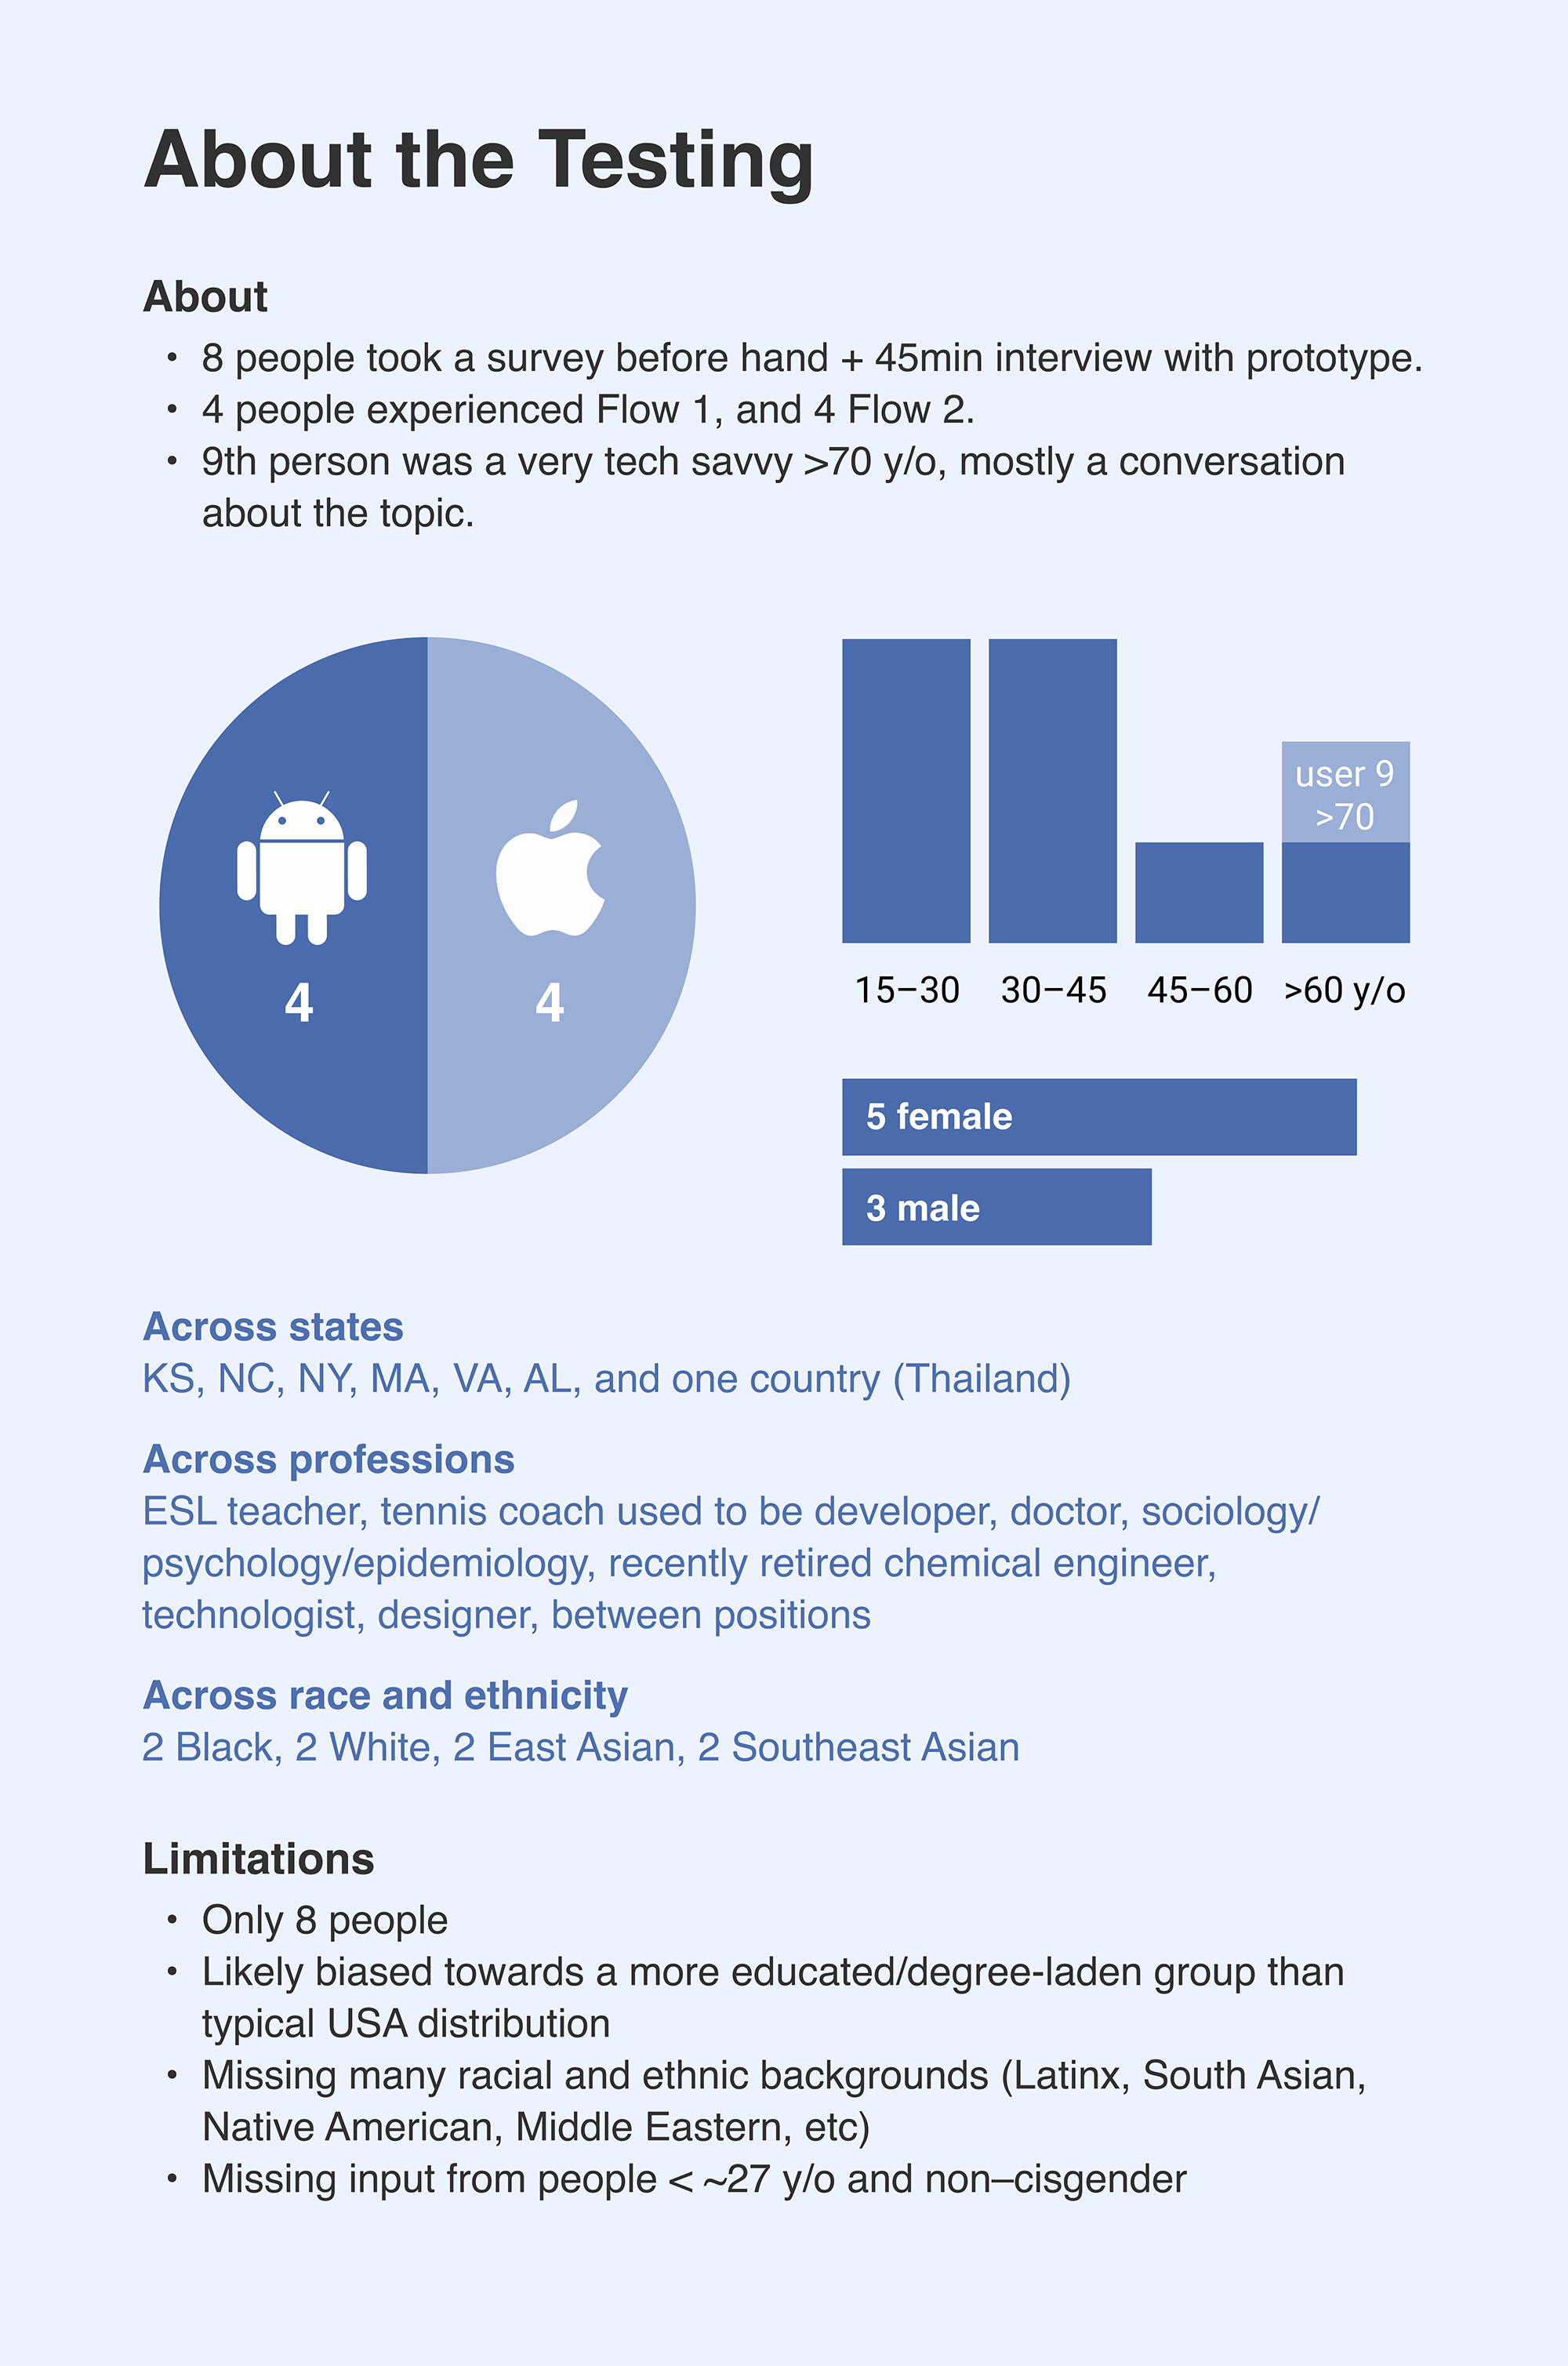 About the Testing
About
• 8 people took a survey before hand + 45min interview with prototype.
• 4 people experienced Flow 1, and 4 Flow 2.
• 9th person was a very tech savvy >70 y/o, mostly a conversation
about the topic.
4
4
user 9
>70
15–30 30–45 45–60 >60 y/o
5 female
3 male
Across states
KS, NC, NY, MA, VA, AL, and one country (Thailand)
Across professions
ESL teacher, tennis coach used to be developer, doctor, sociology/
psychology/epidemiology, recently retired chemical engineer,
technologist, designer, between positions
Across race and ethnicity
2 Black, 2 White, 2 East Asian, 2 Southeast Asian
Limitations
• Only 8 people
• Likely biased towards a more educated/degree-laden group than
typical USA distribution
• Missing many racial and ethnic backgrounds (Latinx, South Asian,
Native American, Middle Eastern, etc)
• Missing input from people < ~27 y/o and non–cisgender